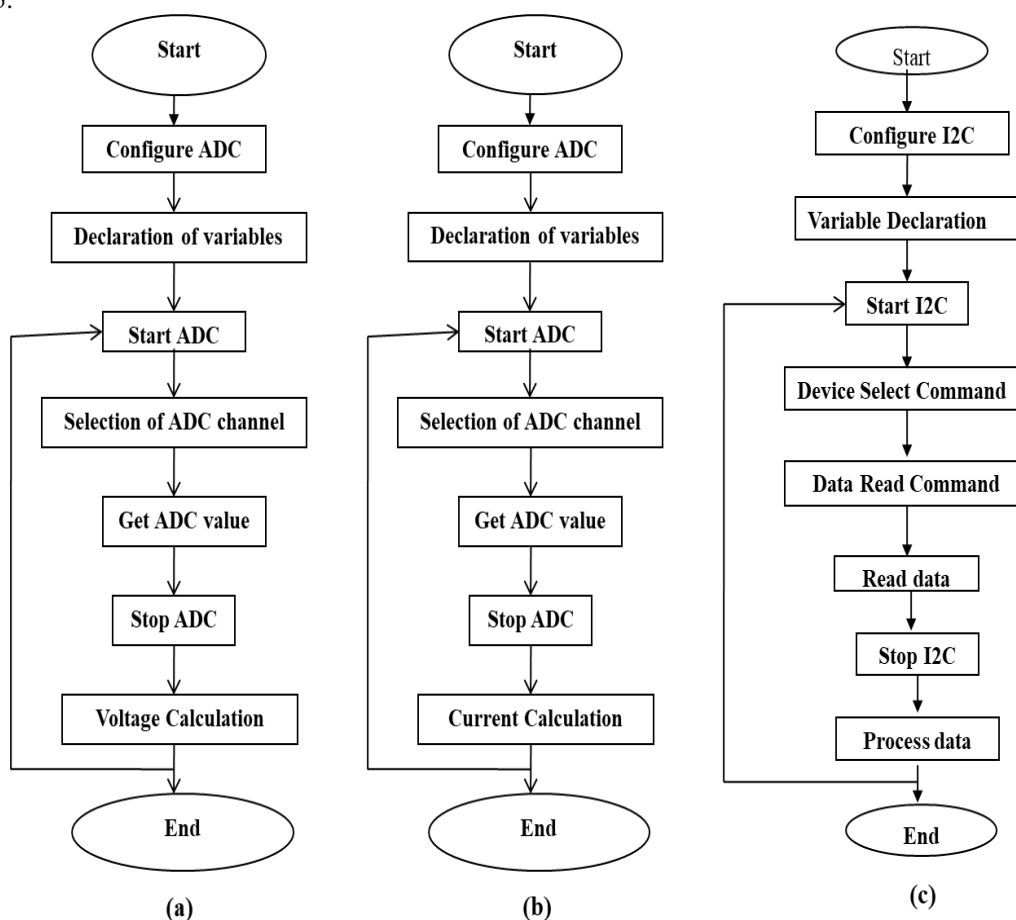 Start
Configure ADC
Declaration of variables
Start ADC
Selection of ADC channel
Get ADC value
Stop ADC
Voltage Calculation
End
(a)
Start
Configure ADC
Declaration of variables
Start ADC
Selection of ADC channel
Get ADC value
Stop ADC
Current Calculation
End
(b)
Start
Configure I2C
Variable Declaration
Start I2C
Device Select Command
Data Read Command
Read data
Stop I2C
Process data
End
(c)